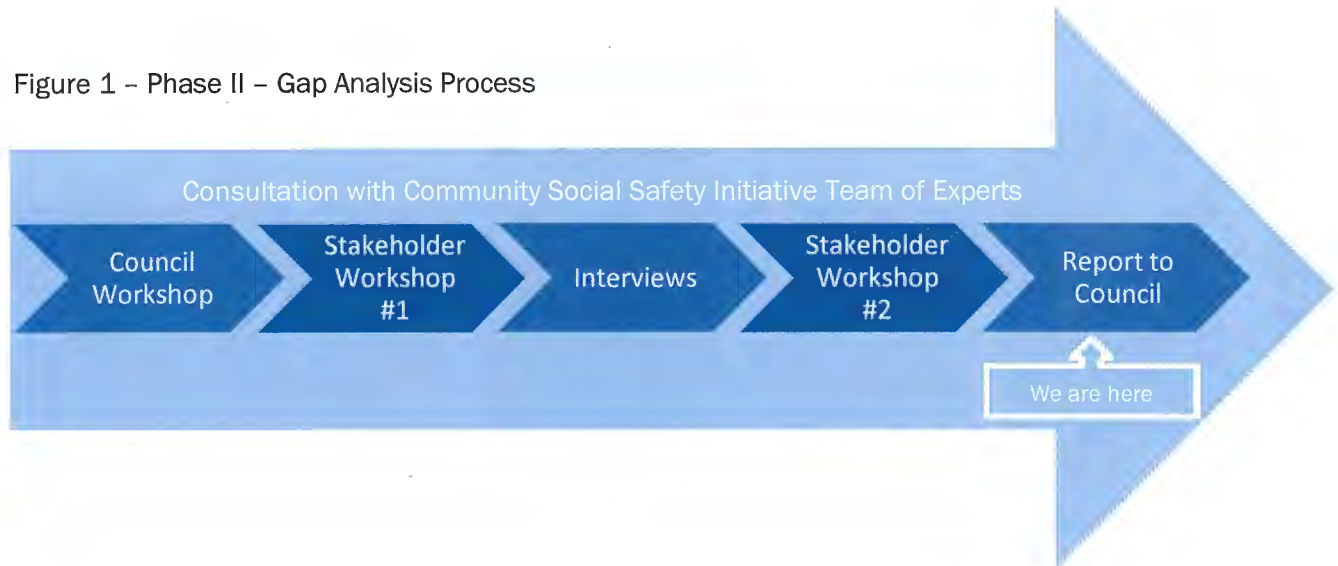 Figure 1 – Phase II – Gap Analysis Process
Consultation with Community Social Safety Initiative Team of Experts
Council
Workshop
Stakeholder
Workshop
#1
Interviews
Stakeholder
Workshop
#2
Report to
Council
We are here